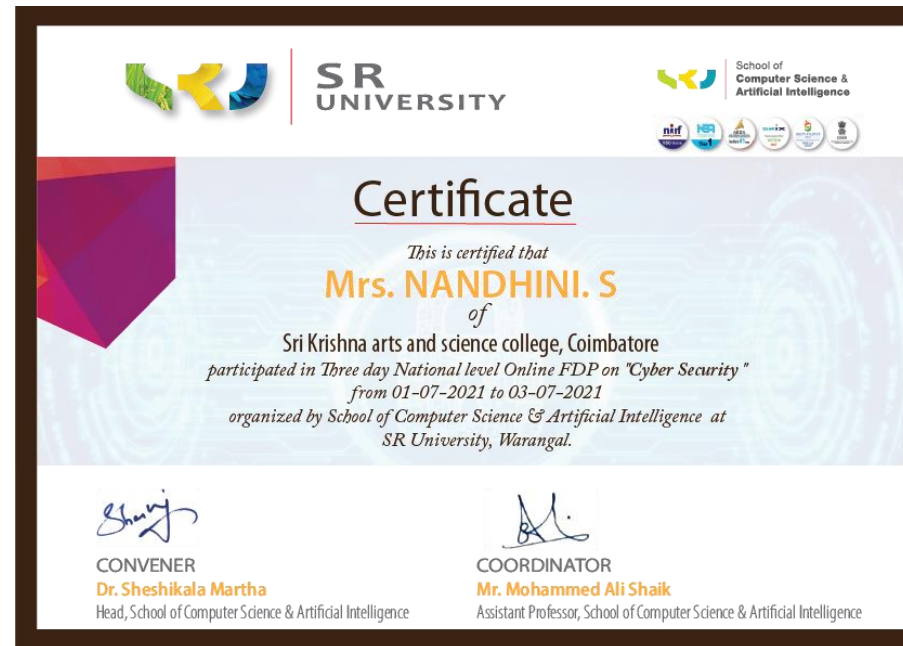 SR
UNIVERSITY
School of
Computer Science &
Artificial Intelligence
nirf
Certificate
This is certified that
Mrs. NANDHINI. S
of
Sri Krishna arts and science college, Coimbatore
participated in Three day National level Online FDP on "Cyber Security "
from 01-07-2021 to 03-07-2021
organized by School of Computer Science & Artificial Intelligence at
SR University, Warangal.
CONVENER
Dr. Sheshikala Martha
Head, School of Computer Science & Artificial Intelligence
COORDINATOR
Mr. Mohammed Ali Shaik
Assistant Professor, School of Computer Science & Artificial Intelligence